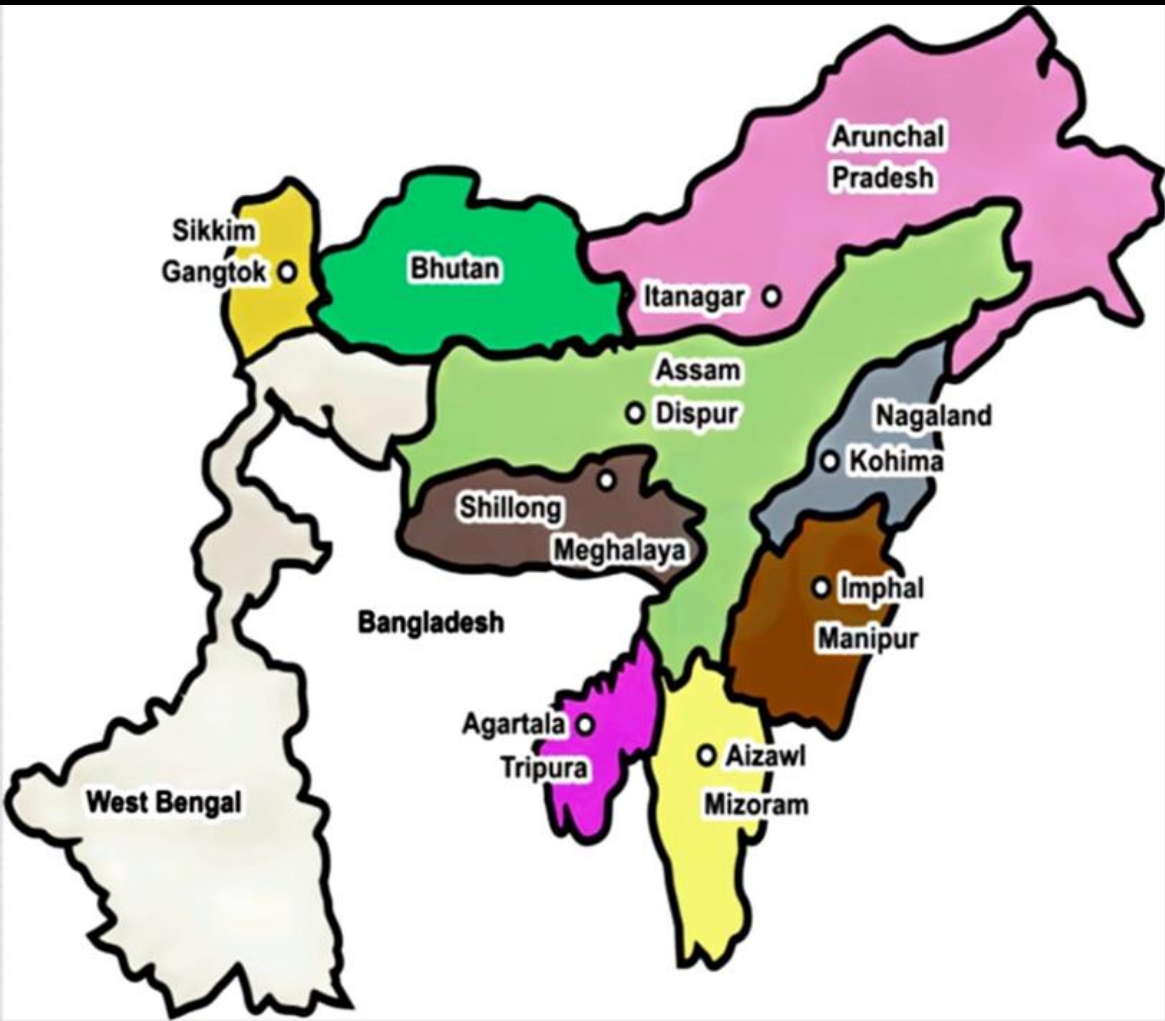 Arunchal
Pradesh
Sikkim
Gangtok
Bhutan
Itanagar
Assam
Dispur
Nagaland
Kohima
Shillong
Meghalaya
Imphal
Manipur
Bangladesh
Agartala
Tripura
Aizawl
Mizoram
West Bengal